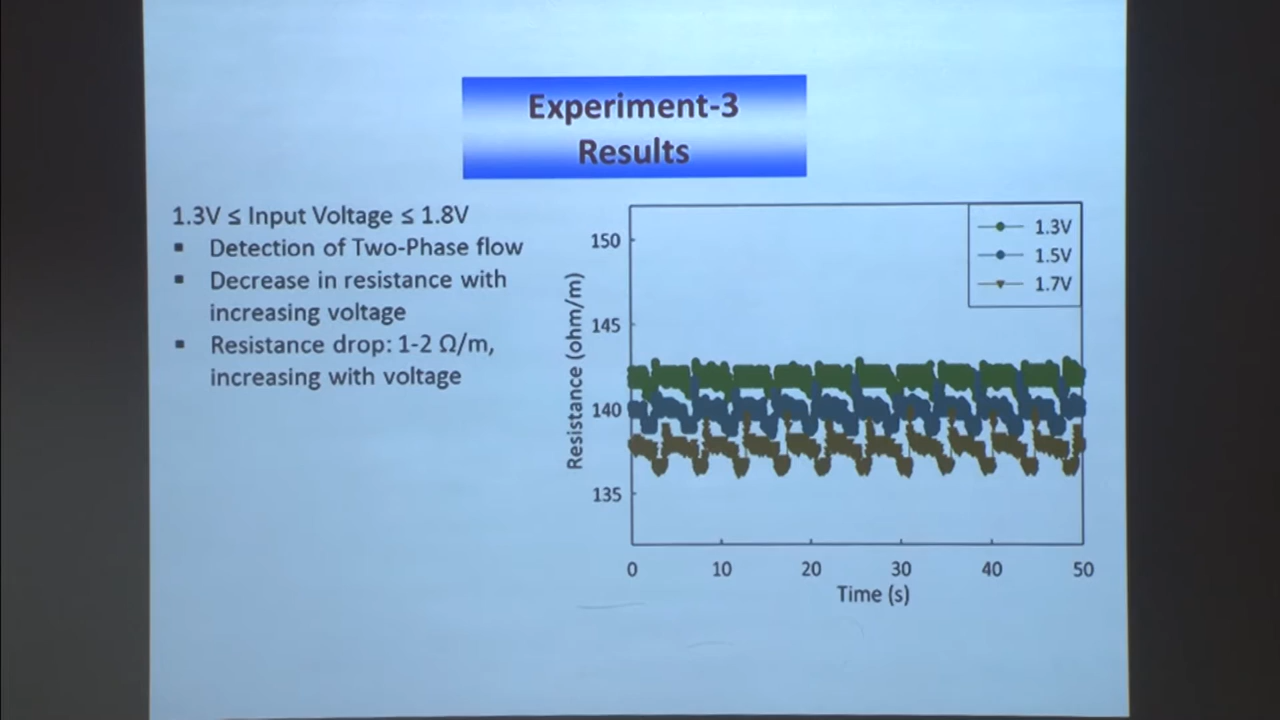 Experiment-3
Results
1.3V ≤ Input Voltage ≤ 1.8V
▪ Detection of Two-Phase flow
▪ Decrease in resistance with
increasing voltage
▪ Resistance drop: 1-2 Ω/m,
increasing with voltage
1.3V
1.5V
1.7V
150
145
140
135
Resistance (ohm/m)
0 10 20 30 40 50
Time (s)